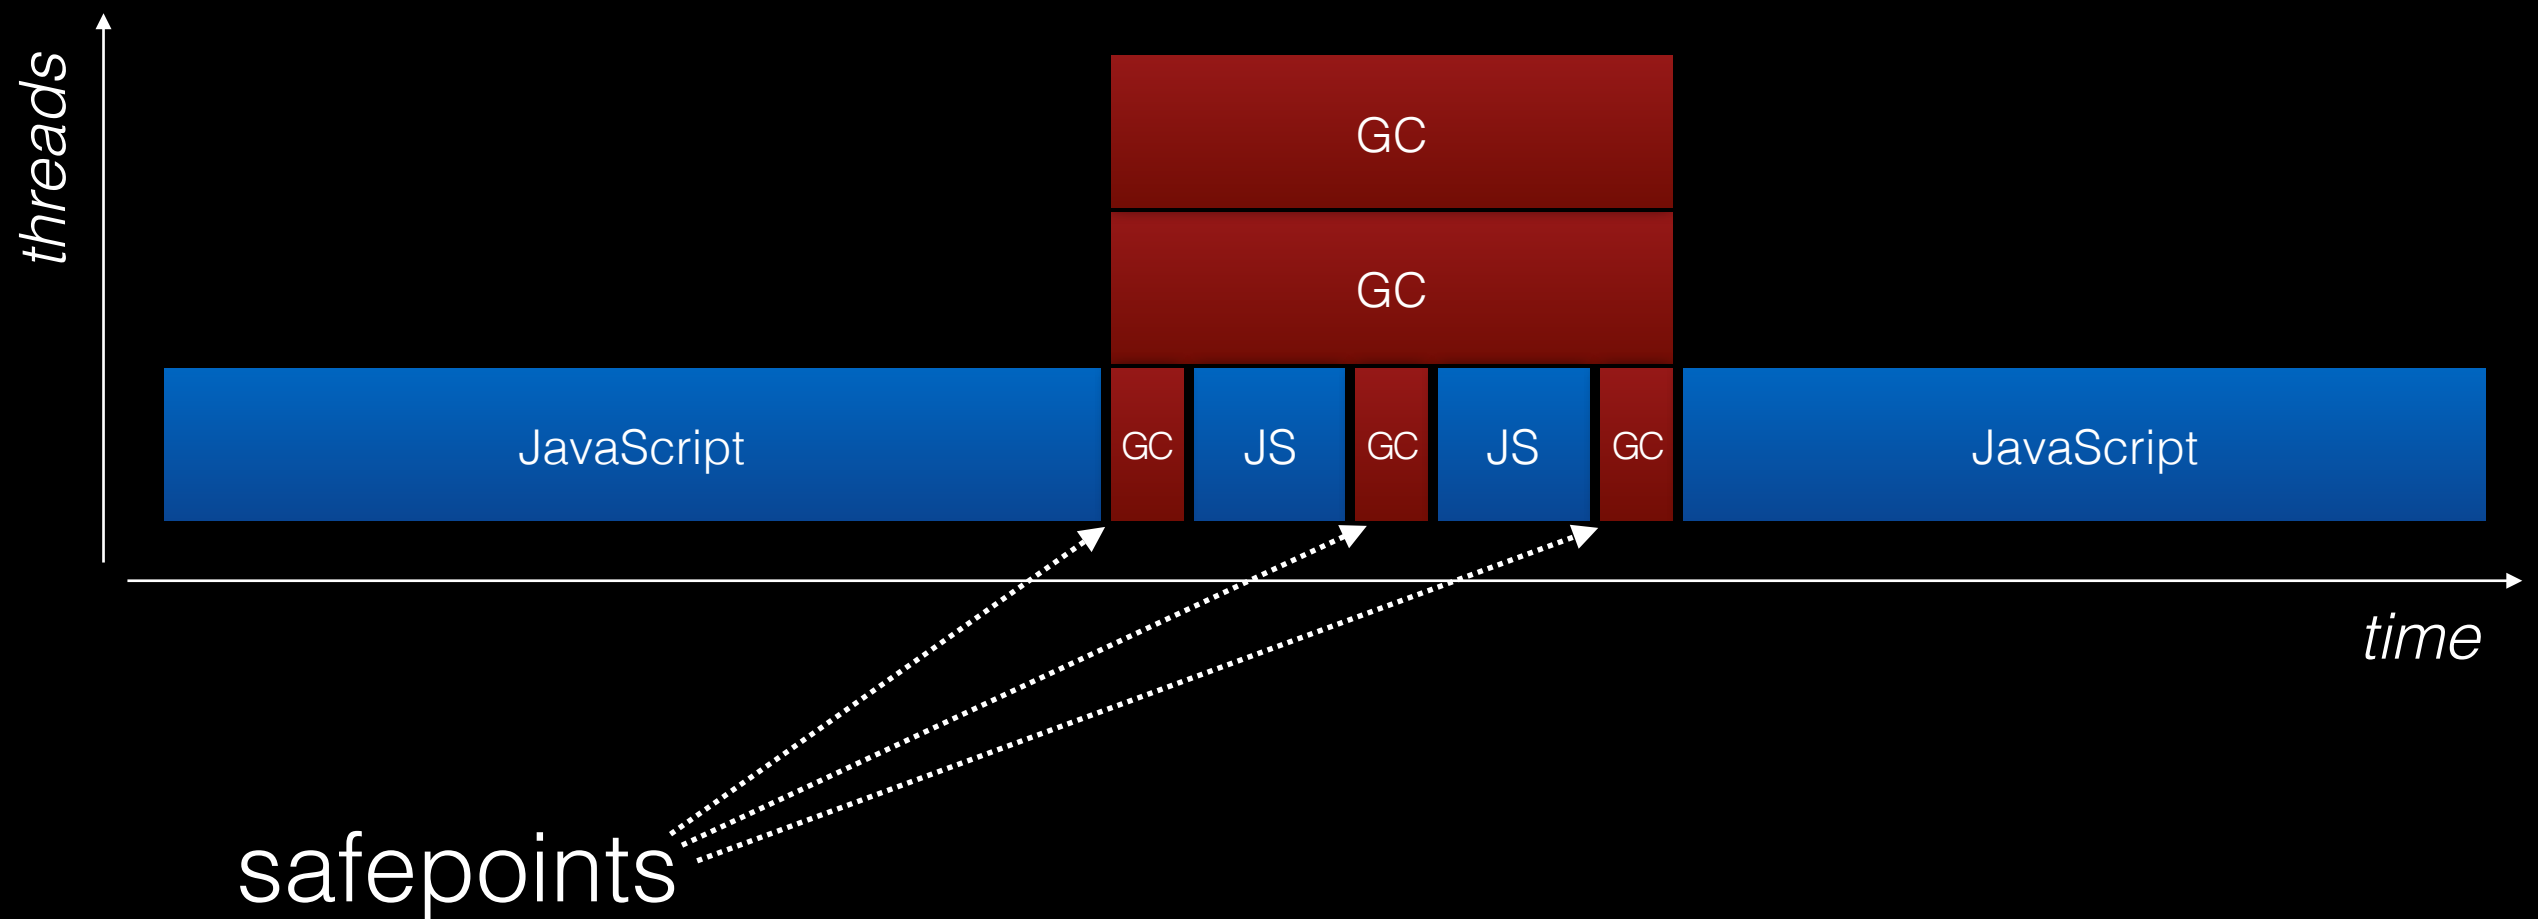 threads
GC
GC
JavaScript
GC
JS
GC
JS
GC
JavaScript
time
safepoints